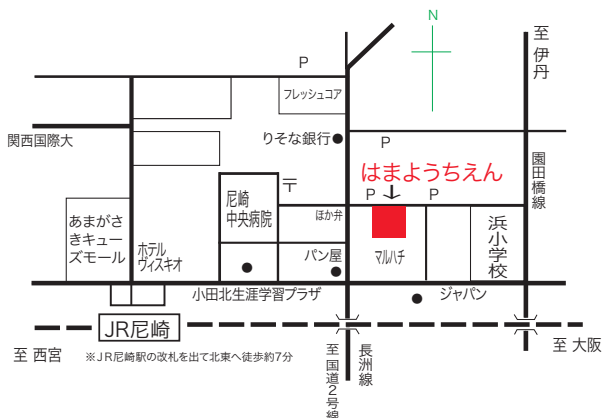 N
至
伊
丹
P
フレッシュコア
関西国際大
りそな銀行
P
はまようちえん
P
P
園田橋線
〒
尼崎
中央病院
ほか弁
あまがさ
きキュー
ズモール
ホテル
ヴィスキオ
パン屋
マルハチ
浜小学校
小田北生涯学習プラザ
ジャパン
JR尼崎
至 西宮
※JR尼崎駅の改札を出て北東へ徒歩約7分
至 国道2号線
長洲線
至 大阪